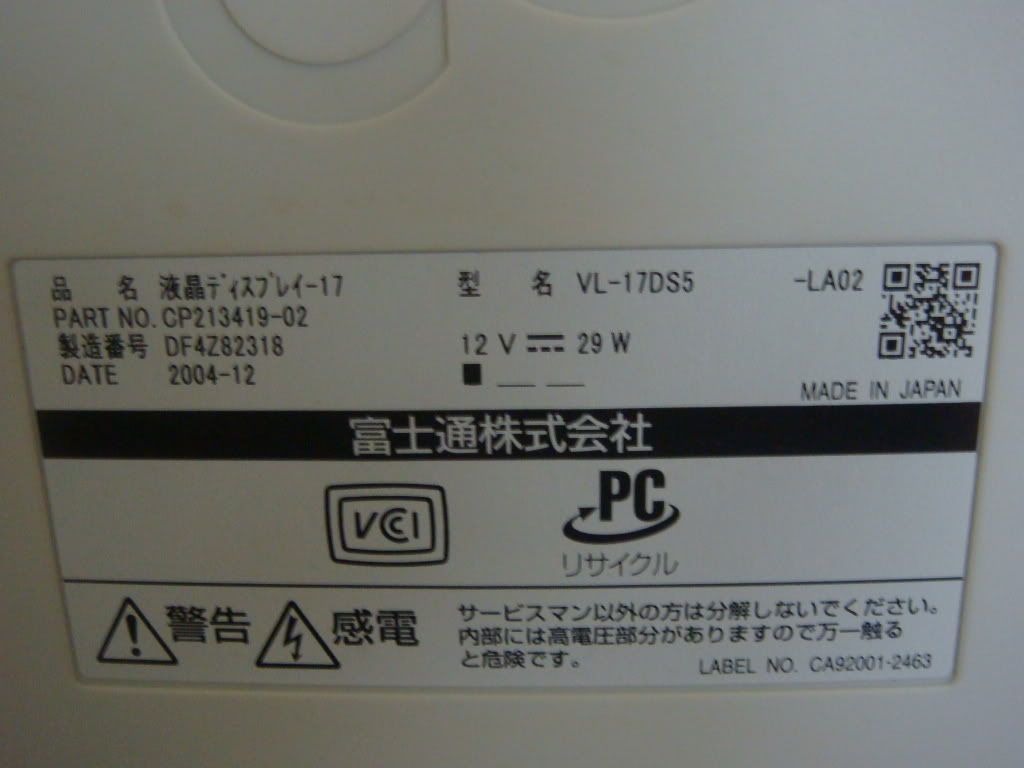 品 名 液晶ディスプレイ-17 型 名 VL-17DS5 -LA02
PART NO. CP213419-02
製造番号 DF4Z82318 12 V 29 W
DATE 2004-12
MADE IN JAPAN
富士通株式会社
VCCI
PC
リサイクル
警告 感電
サービスマン以外の方は分解しないでください。
内部には高電圧部分がありますので万一触る
と危険です。
LABEL NO. CA92001-2463